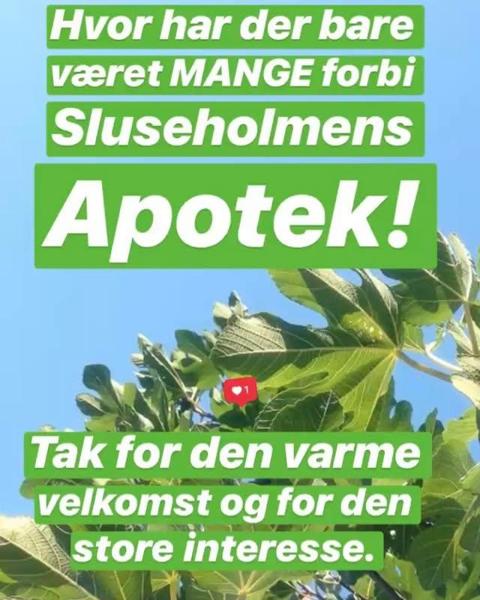 Hvor har der bare
været MANGE forbi
Sluseholmens
Apotek!
1
Tak for den varme
velkomst og for den
store interesse.